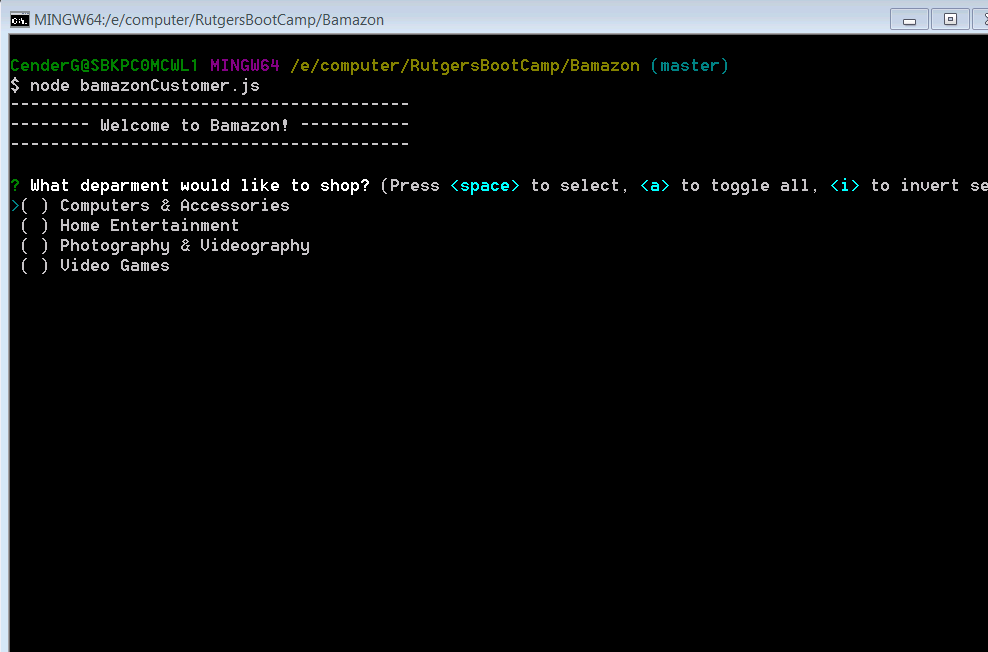 MINGW64:/e/computer/RutgersBootCamp/Bamazon
CenderG@SBKPC0MCWL1 MINGW64 /e/computer/RutgersBootCamp/Bamazon (master)
$ node bamazonCustomer.js
----------------------------------------
-------- Welcome to Bamazon! -----------
----------------------------------------
? What deparment would like to shop? (Press <space> to select, <a> to toggle all, <i> to invert se
>( ) Computers & Accessories
( ) Home Entertainment
( ) Photography & Videography
( ) Video Games